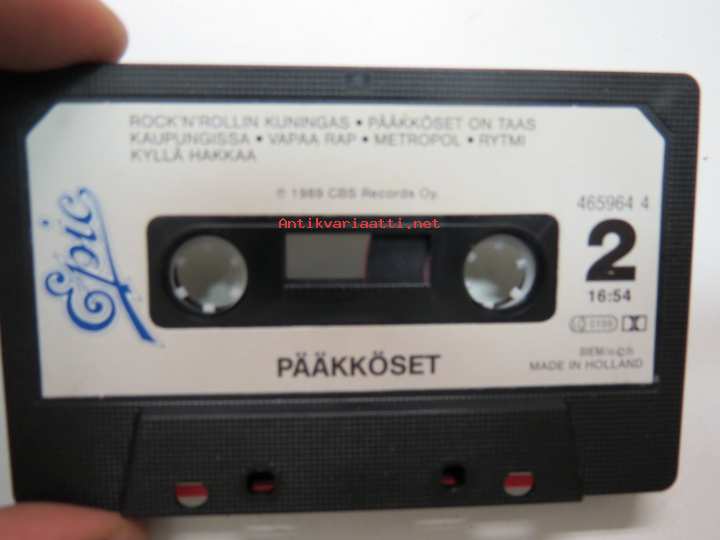 ROCK'N'ROLLIN KUNINGAS • PÄÄKKÖSET ON TAAS
KAUPUNGISSA • VAPAA RAP • METROPOL • RYTMI
KYLLÄ HAKKAA
℗ 1989 CBS Records Oy.
465964 4
Antikvariaatti.net
Epic
2
16:54
PÄÄKKÖSET
MADE IN HOLLAND